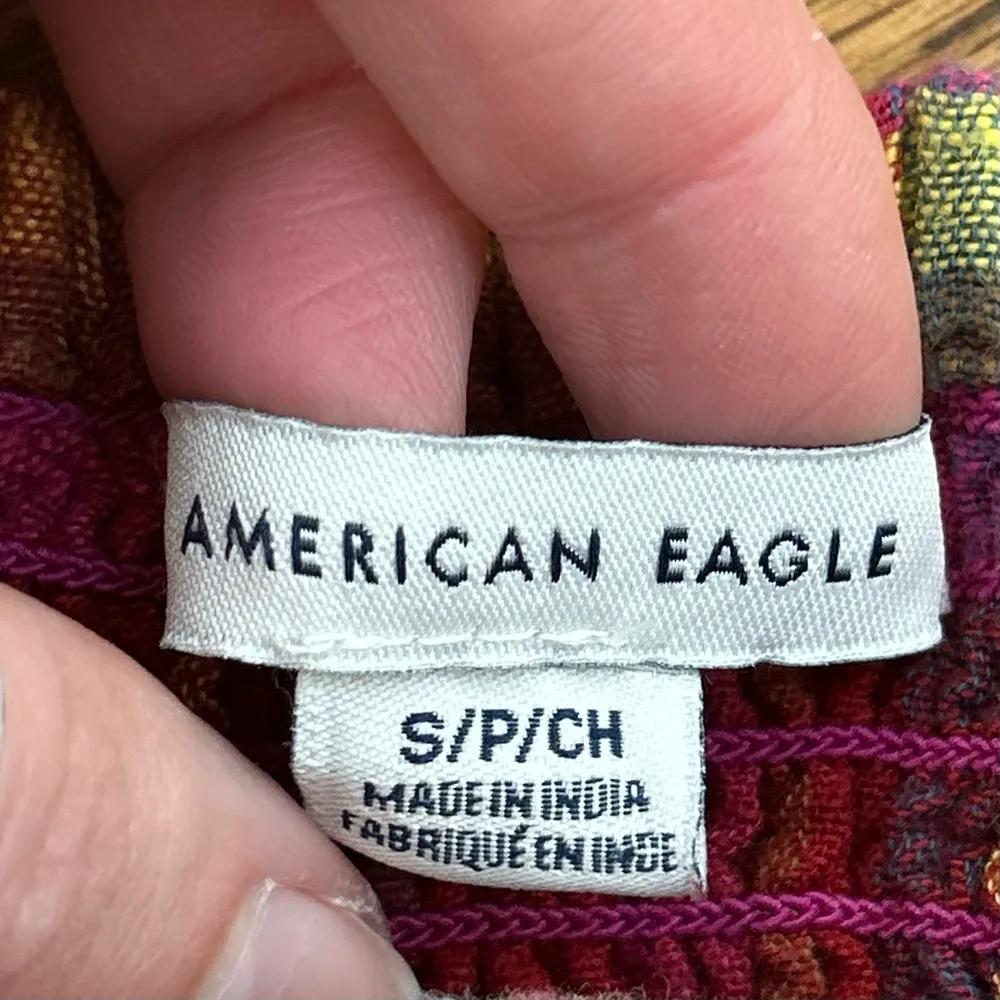 AMERICAN EAGLE
S/P/CH
MADE IN INDIA
FABRIQUÉ EN INDE